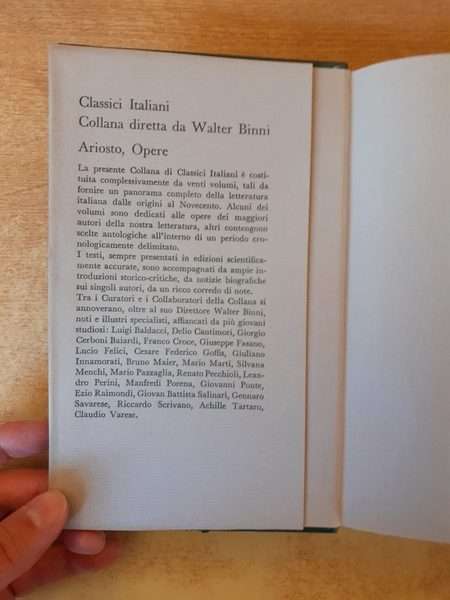 Classici Italiani
Collana diretta da Walter Binni
Ariosto, Opere
La presente Collana di Classici Italiani è costi-
tuita complessivamente da venti volumi, tali da
fornire un panorama completo della letteratura
italiana dalle origini al Novecento. Alcuni dei
volumi sono dedicati alle opere dei maggiori
autori della nostra letteratura, altri contengono
scelte antologiche all'interno di un periodo cro-
nologicamente delimitato.
I testi, sempre presentati in edizioni scientifica-
mente accurate, sono accompagnati da ampie in-
troduzioni storico-critiche, da notizie biografiche
sui singoli autori, da un ricco corredo di note.
Tra i Curatori e i Collaboratori della Collana si
annoverano, oltre al suo Direttore Walter Binni,
noti e illustri specialisti, affiancati da più giovani
studiosi: Luigi Baldacci, Delio Cantimori, Giorgio
Cerboni Baiardi, Franco Croce, Giuseppe Fasano,
Lucio Felici, Cesare Federico Goffis, Giuliano
Innamorati, Bruno Maier, Mario Marti, Silvana
Menchi, Mario Pazzaglia, Renato Pecchioli, Lean-
dro Perini, Manfredi Porena, Giovanni Ponte,
Ezio Raimondi, Giovan Battista Salinari, Gennaro
Savarese, Riccardo Scrivano, Achille Tartaro,
Claudio Varese.